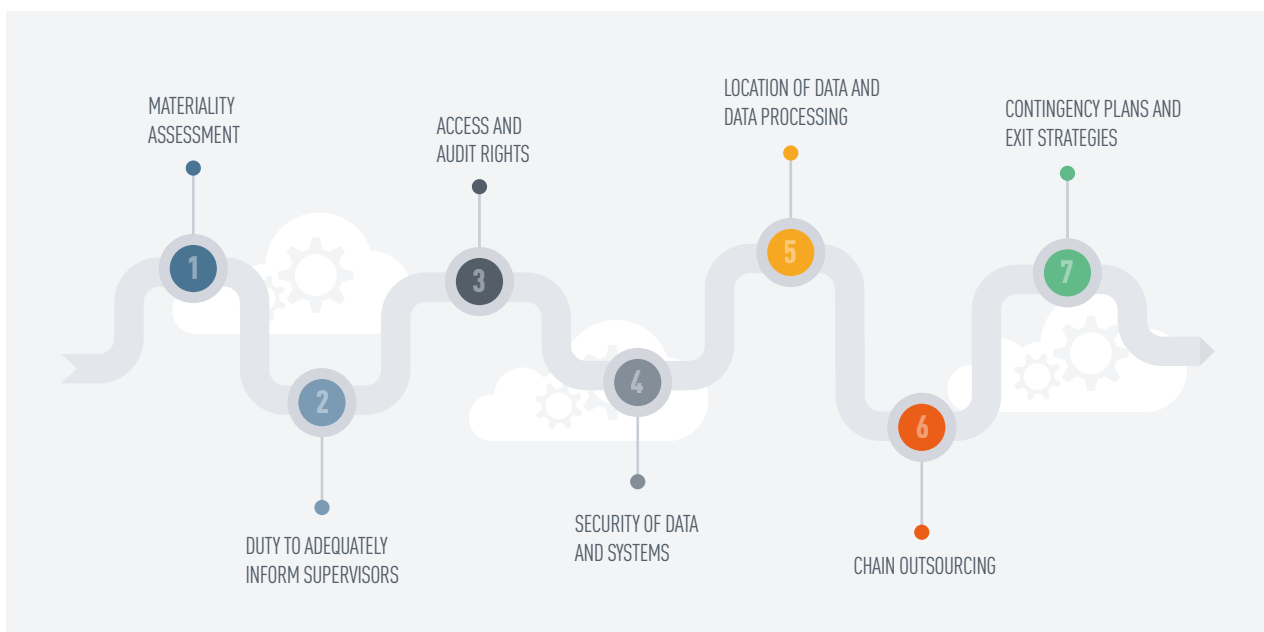 1
MATERIALITY
ASSESSMENT
2
DUTY TO ADEQUATELY
INFORM SUPERVISORS
3
ACCESS AND
AUDIT RIGHTS
4
SECURITY OF DATA
AND SYSTEMS
5
LOCATION OF DATA AND
DATA PROCESSING
6
CHAIN OUTSOURCING
7
CONTINGENCY PLANS AND
EXIT STRATEGIES